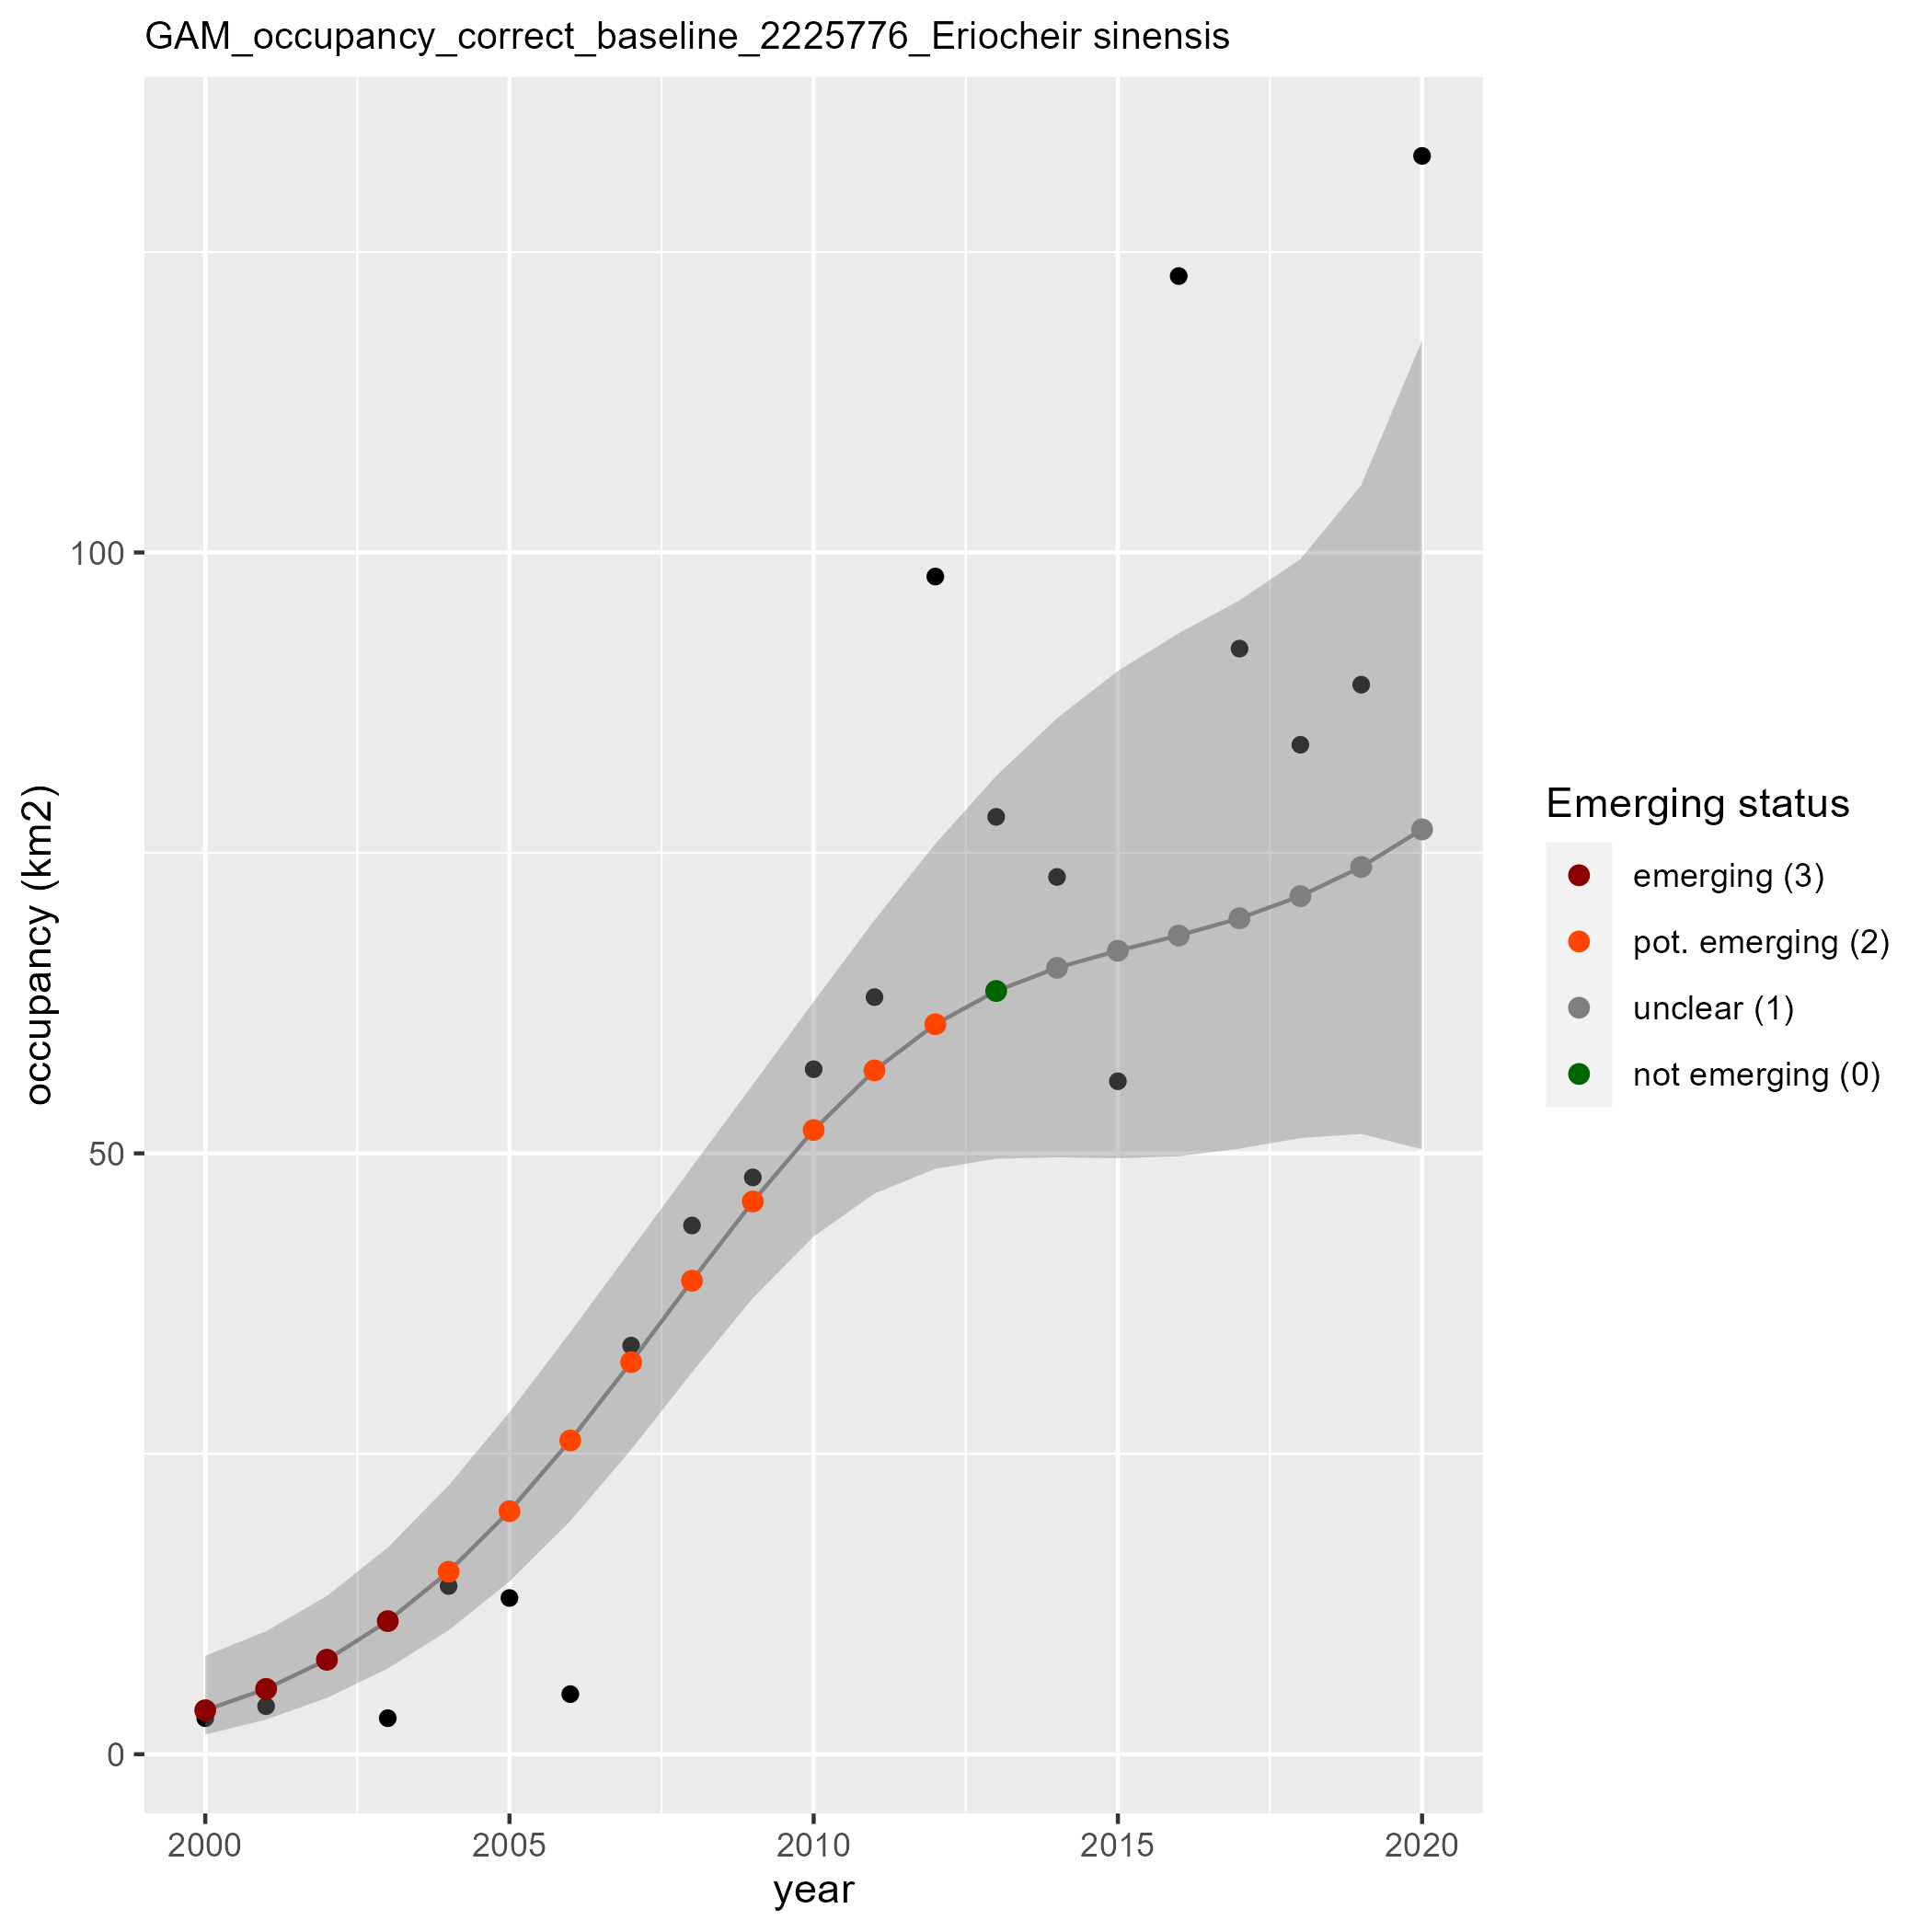 GAM_occupancy_correct_baseline_2225776_Eriocheir sinensis
occupancy (km2)
100
50
0
2000 2005 2010 2015 2020
year
Emerging status
emerging (3)
pot. emerging (2)
unclear (1)
not emerging (0)